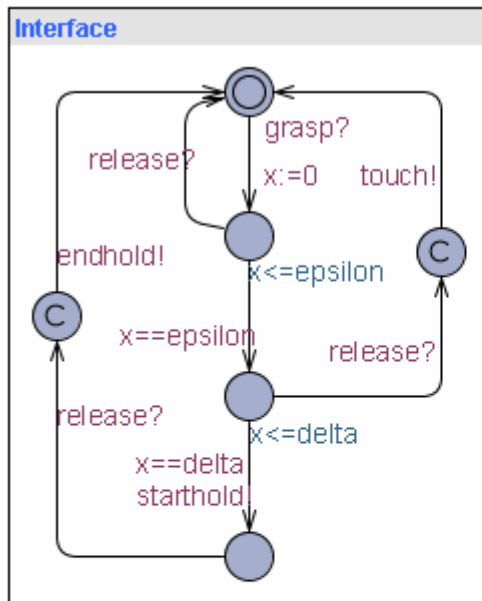 Interface
grasp?
release?
x:=0
touch!
endhold!
x<=epsilon
C
C
x==epsilon
release?
x<=delta
release?
x==delta
starthold!